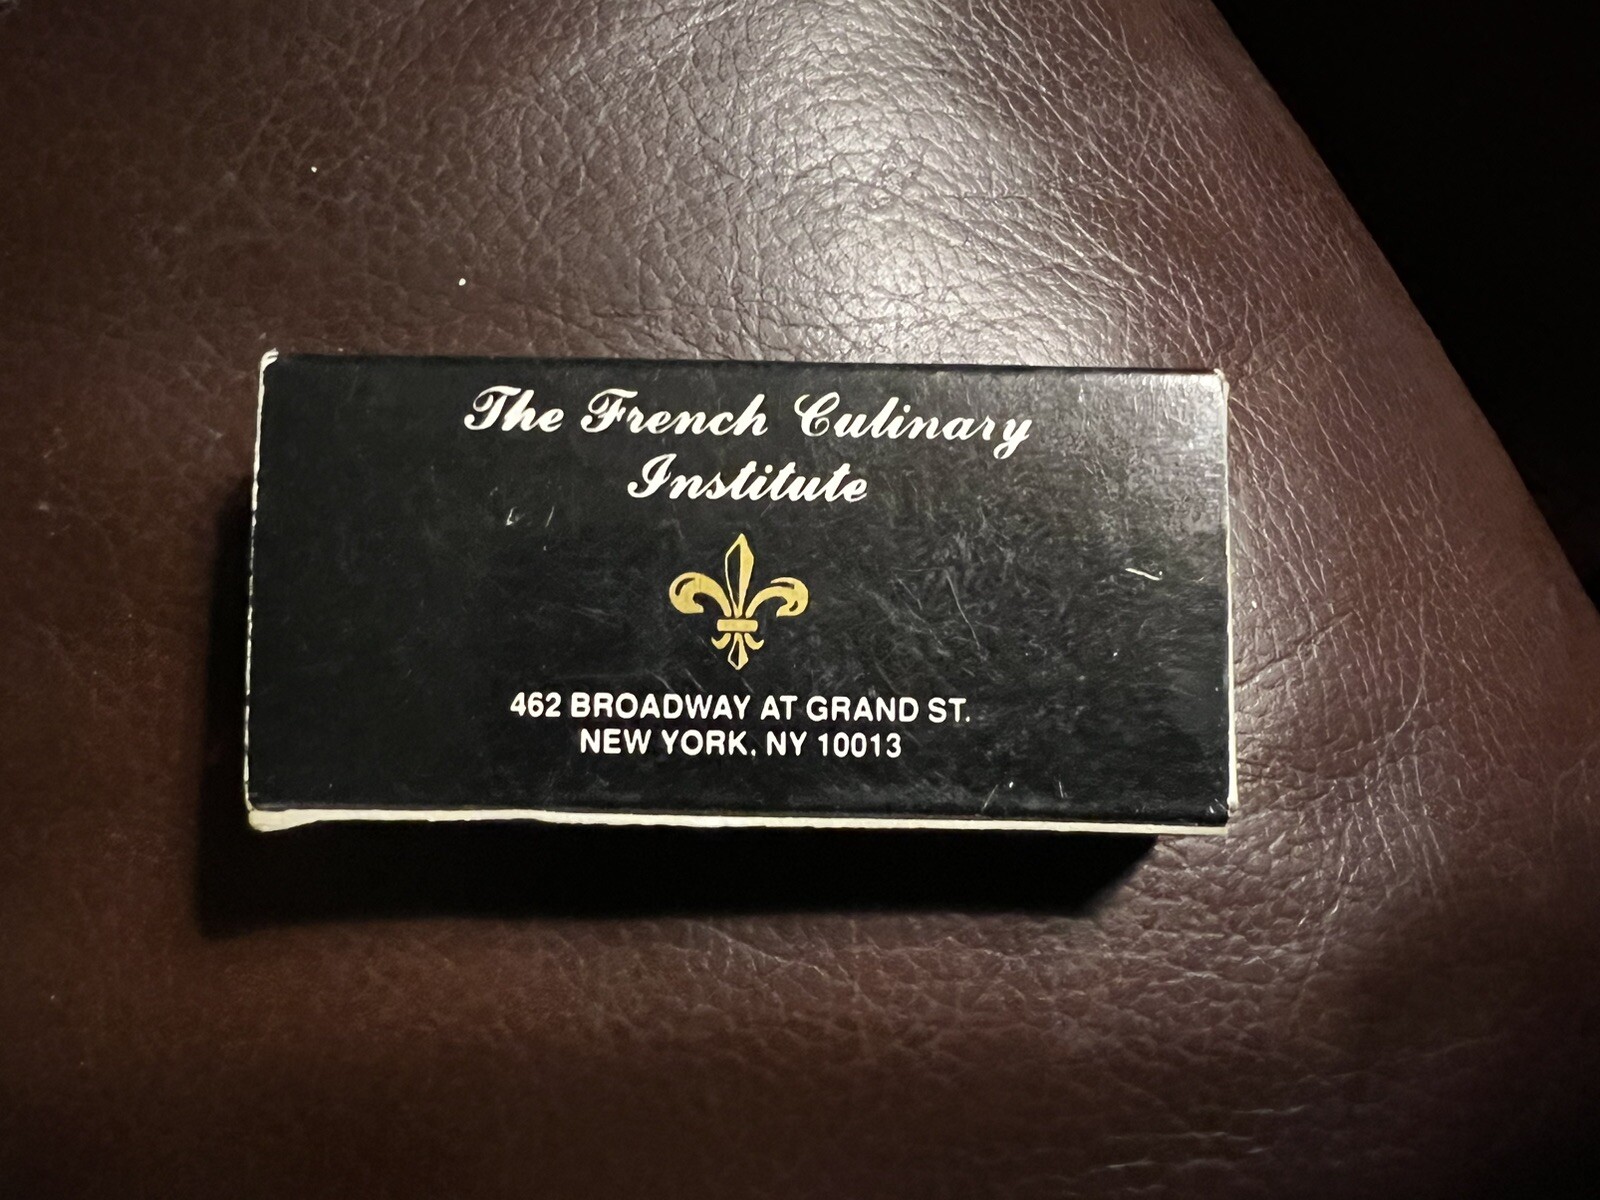 The French Culinary
Institute
462 BROADWAY AT GRAND ST.
NEW YORK, NY 10013